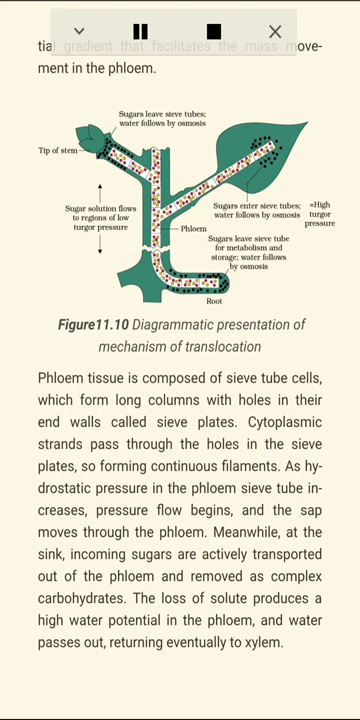 tial gradient that facilitates the mass move-
ment in the phloem.
Sugars leave sieve tubes;
water follows by osmosis
Tip of stem
Sugar solution flows
to regions of low
turgor pressure
Sugars enter sieve tubes;
water follows by osmosis
=High
turgor
pressure
Phloem
Sugars leave sieve tube
for metabolism and
storage; water follows
by osmosis
Root
Figure11.10 Diagrammatic presentation of
mechanism of translocation
Phloem tissue is composed of sieve tube cells,
which form long columns with holes in their
end walls called sieve plates. Cytoplasmic
strands pass through the holes in the sieve
plates, so forming continuous filaments. As hy-
drostatic pressure in the phloem sieve tube in-
creases, pressure flow begins, and the sap
moves through the phloem. Meanwhile, at the
sink, incoming sugars are actively transported
out of the phloem and removed as complex
carbohydrates. The loss of solute produces a
high water potential in the phloem, and water
passes out, returning eventually to xylem.